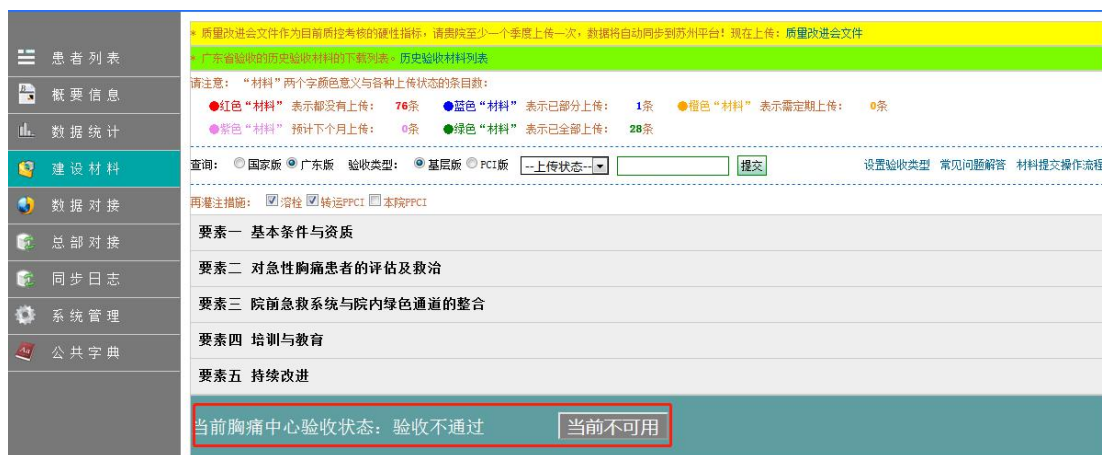 * 质量改进会文件作为目前质控考核的硬性指标，请贵院至少一个季度上传一次，数据将自动同步到苏州平台！现在上传：质量改进会文件
* 广东省验收的历史验收材料的下载列表。历史验收材料列表
请注意： “材料”两个字颜色意义与各种上传状态的条目数：
●红色“材料” 表示都没有上传： 76条 ●蓝色“材料” 表示已部分上传： 1条 ●橙色“材料” 表示需定期上传： 0条
●紫色“材料” 预计下个月上传： 0条 ●绿色“材料” 表示已全部上传： 28条
查询： 国家版 广东版 验收类型： 基层版 PCI版 --上传状态-- 提交 设置验收类型 常见问题解答 材料提交操作流程
再灌注措施： 溶栓 转运PPCI 本院PPCI
患者列表
概要信息
数据统计
建设材料
数据对接
总部对接
同步日志
系统管理
公共字典
要素一 基本条件与资质
要素二 对急性胸痛患者的评估及救治
要素三 院前急救系统与院内绿色通道的整合
要素四 培训与教育
要素五 持续改进
当前胸痛中心验收状态：验收不通过 当前不可用